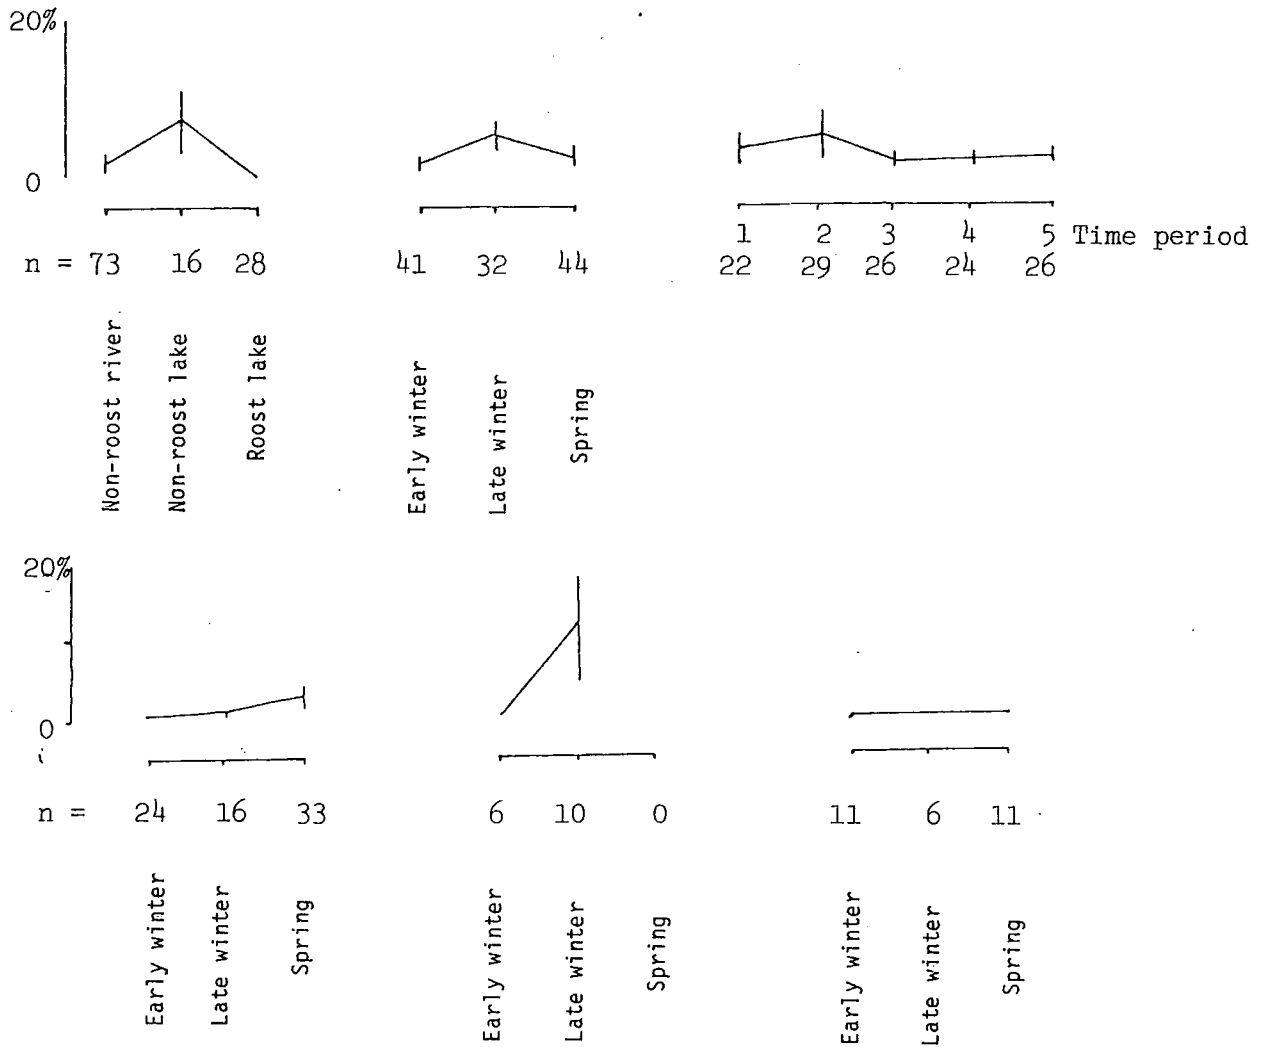 20%
0
1 2 3 4 5 Time period
n = 73 16 28 41 32 44 22 29 26 24 26
Non-roost river
Non-roost lake
Roost lake
Early winter
Late winter
Spring
20%
0
n = 24 16 33 6 10 0 11 6 11
Early winter
Late winter
Spring
Early winter
Late winter
Spring
Early winter
Late winter
Spring